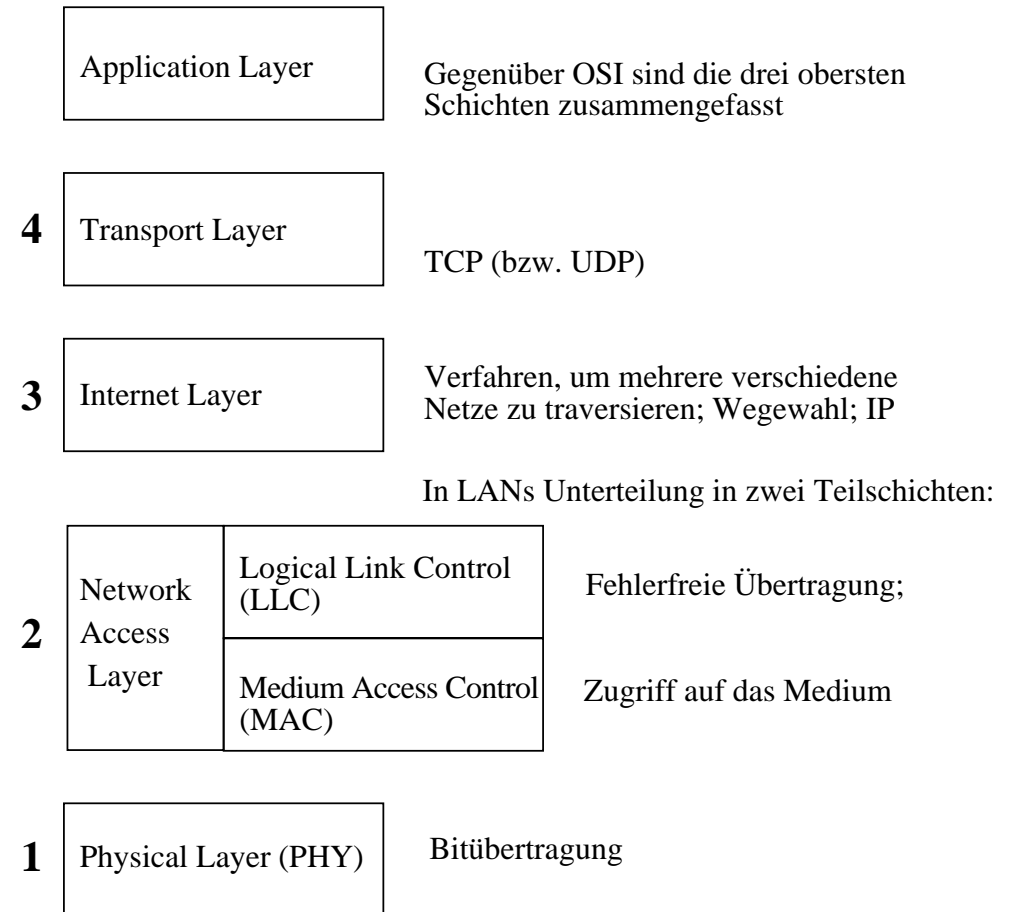 Application Layer
Gegenüber OSI sind die drei obersten
Schichten zusammengefasst
4
Transport Layer
TCP (bzw. UDP)
3
Internet Layer
Verfahren, um mehrere verschiedene
Netze zu traversieren; Wegewahl; IP
In LANs Unterteilung in zwei Teilschichten:
2
Network
Access
Layer
Logical Link Control
(LLC)
Fehlerfreie Übertragung;
Medium Access Control
(MAC)
Zugriff auf das Medium
1
Physical Layer (PHY)
Bitübertragung